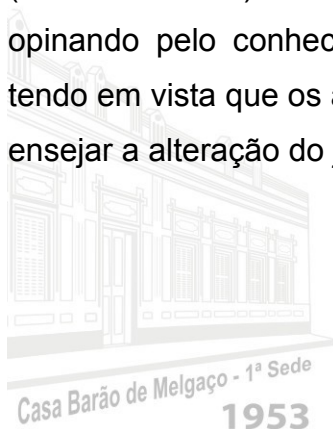 opinando pelo conhec
tendo em vista que os
ensejar a alteração do
Casa Barão de Melgaço - 1ª Sede
1953